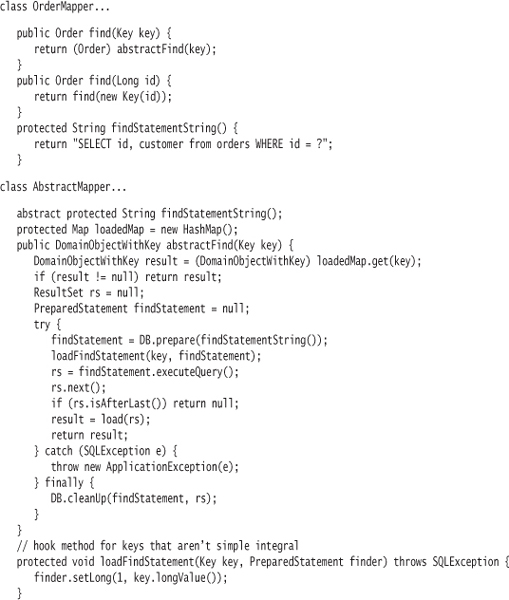 class OrderMapper...
public Order find(Key key) {
return (Order) abstractFind(key);
}
public Order find(Long id) {
return find(new Key(id));
}
protected String findStatementString() {
return "SELECT id, customer from orders WHERE id = ?";
}
class AbstractMapper...
abstract protected String findStatementString();
protected Map loadedMap = new HashMap();
public DomainObjectWithKey abstractFind(Key key) {
DomainObjectWithKey result = (DomainObjectWithKey) loadedMap.get(key);
if (result != null) return result;
ResultSet rs = null;
PreparedStatement findStatement = null;
try {
findStatement = DB.prepare(findStatementString());
loadFindStatement(key, findStatement);
rs = findStatement.executeQuery();
rs.next();
if (rs.isAfterLast()) return null;
result = load(rs);
return result;
} catch (SQLException e) {
throw new ApplicationException(e);
} finally {
DB.cleanUp(findStatement, rs);
}
}
// hook method for keys that aren't simple integral
protected void loadFindStatement(Key key, PreparedStatement finder) throws SQLException {
finder.setLong(1, key.longValue());
}